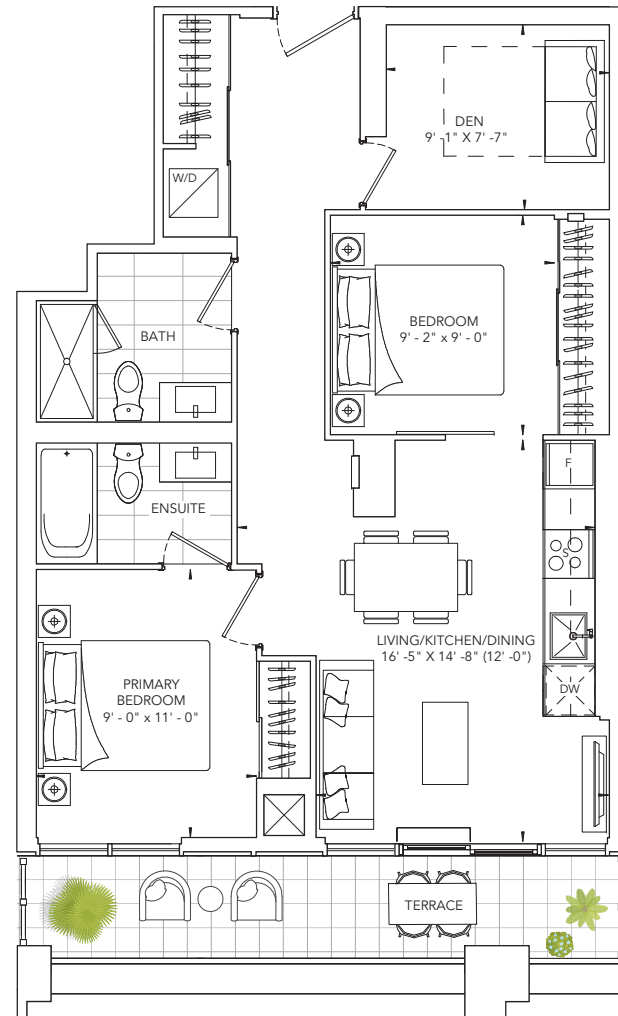 DEN
9' -1" X 7' -7"
W/D
BEDROOM
9' - 2" x 9' - 0"
BATH
F
ENSUITE
S
LIVING/KITCHEN/DINING
16' -5" X 14' -8" (12' -0")
DW
PRIMARY
BEDROOM
9' - 0" x 11' - 0"
TERRACE